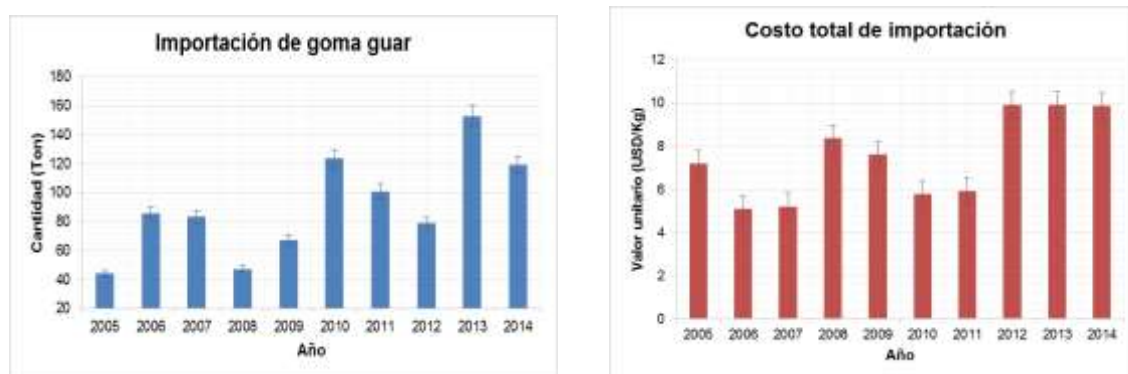 Importación de goma guar
Cantidad (Ton)
180
160
140
120
100
80
60
40
20
2005 2006 2007 2008 2009 2010 2011 2012 2013 2014
Año
Costo total de importación
Valor unitario (USD/Kg)
12
10
8
6
4
2
0
2005 2006 2007 2008 2009 2010 2011 2012 2013 2014
Año